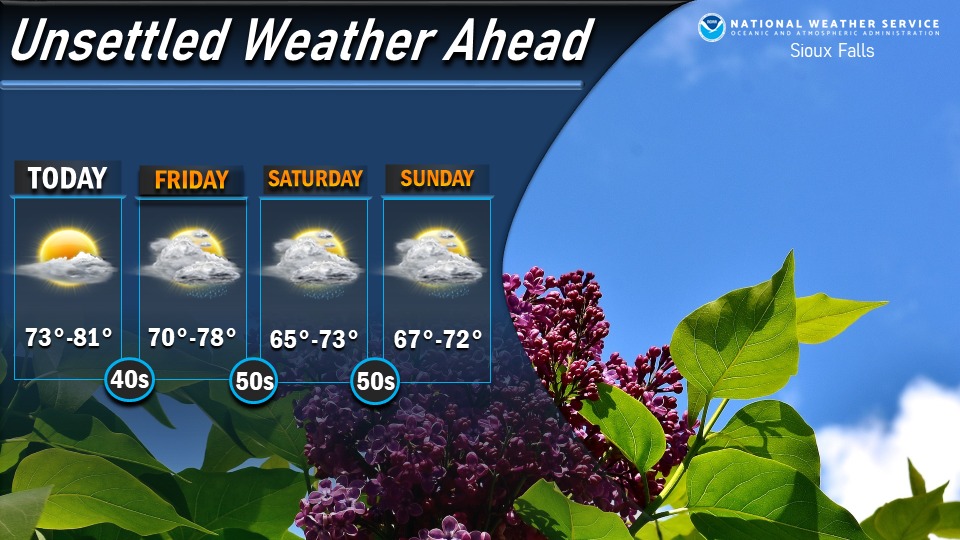 Unsettled Weather Ahead
NATIONAL WEATHER SERVICE
OCEANIC AND ATMOSPHERIC ADMINISTRATION
Sioux Falls
TODAY
FRIDAY
SATURDAY
SUNDAY
73°-81°
70°-78°
65°-73°
67°-72°
40s
50s
50s